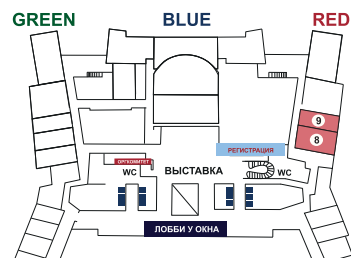 GREEN BLUE RED
9
8
РЕГИСТРАЦИЯ
ОРГКОМИТЕТ
WC ВЫСТАВКА WC
ЛОББИ У ОКНА